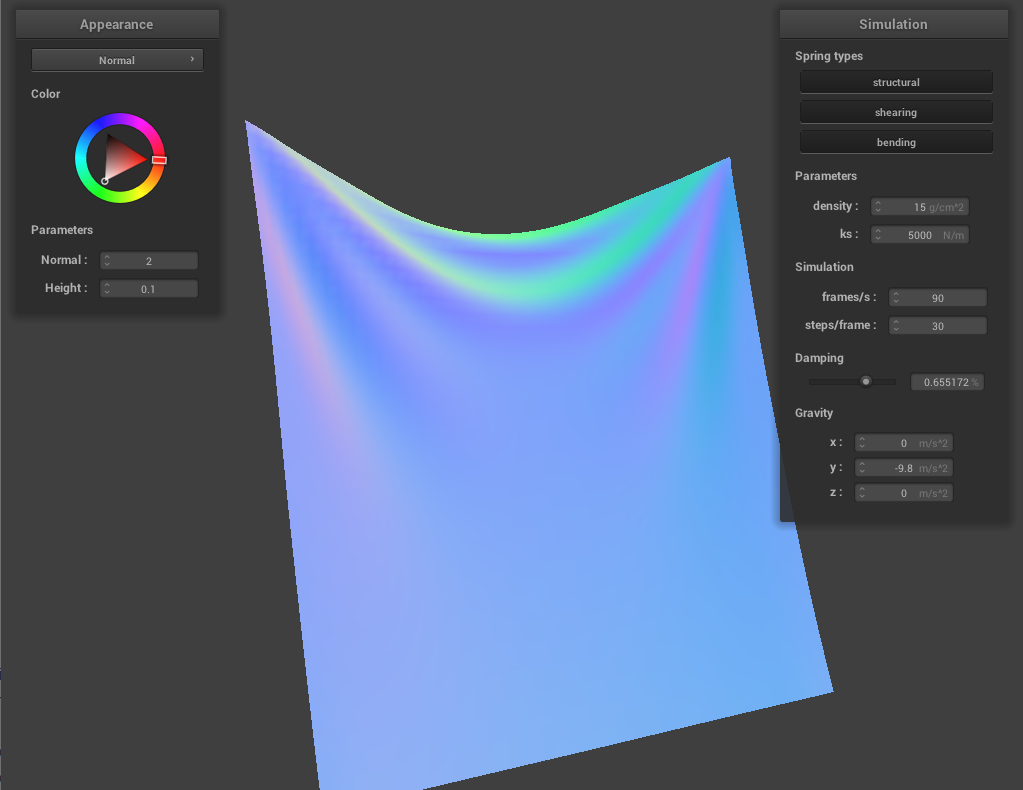 Appearance
Normal
Color
Parameters
Normal : 2
Height : 0.1
Simulation
Spring types
structural
shearing
bending
Parameters
density : 15 g/cm^2
ks : 5000 N/m
Simulation
frames/s : 90
steps/frame : 30
Damping
0.655172 %
Gravity
x : 0 m/s^2
y : -9.8 m/s^2
z : 0 m/s^2